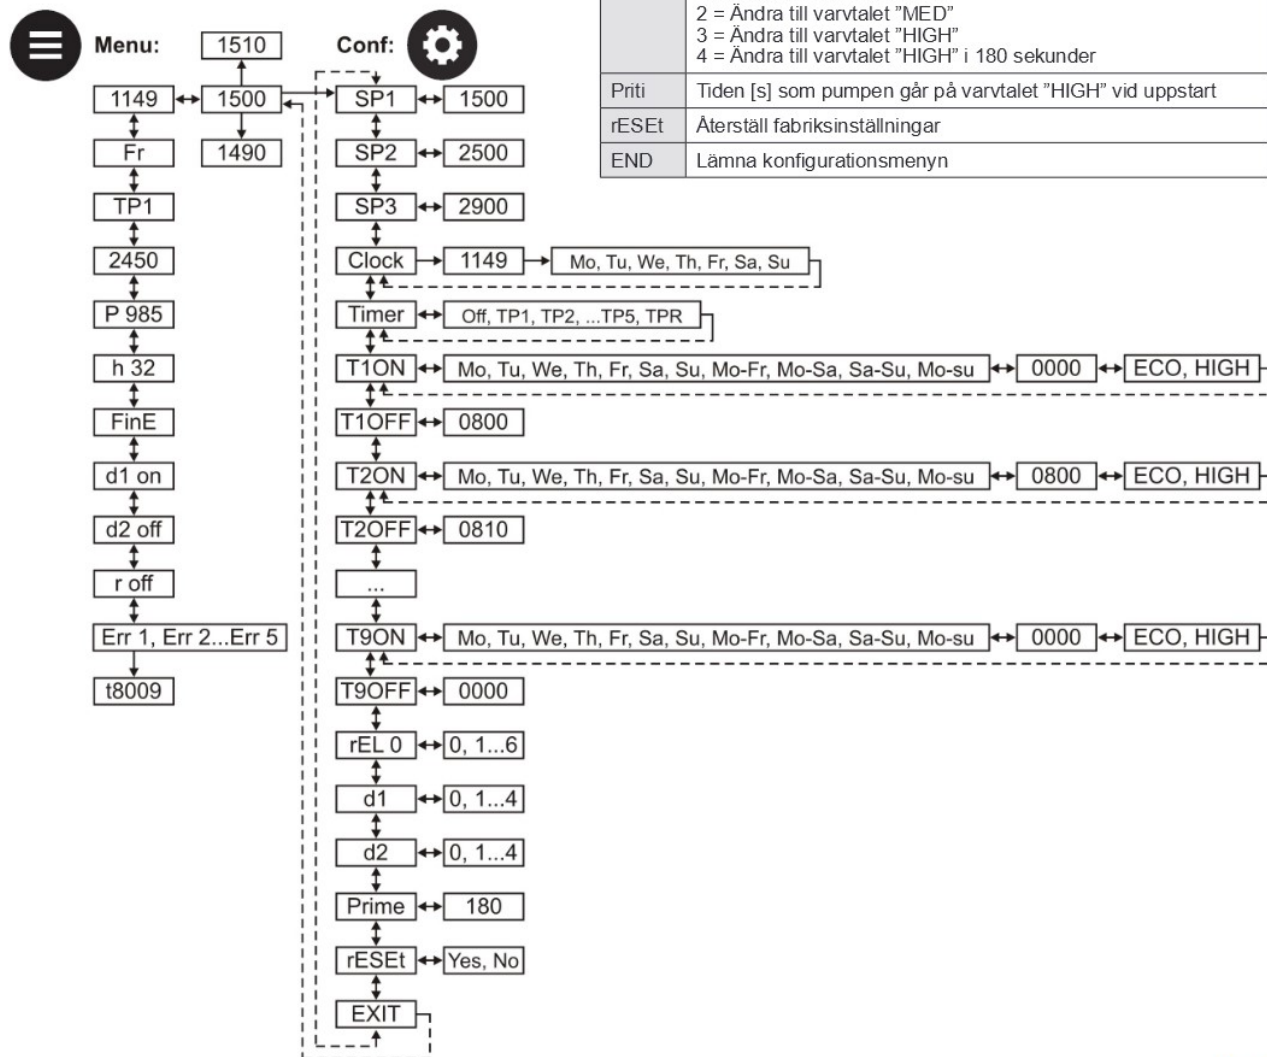 2 = Ändra till varvtalet ”MED”
3 = Ändra till varvtalet ”HIGH”
4 = Ändra till varvtalet ”HIGH” i 180 sekunder
Priti Tiden [s] som pumpen går på varvtalet ”HIGH” vid uppstart
rESEt Återställ fabriksinställningar
END Lämna konfigurationsmenyn
Menu:
1510
1149 1500
Fr 1490
TP1
2450
P 985
h 32
FinE
d1 on
d2 off
r off
Err 1, Err 2...Err 5
t8009
Conf:
SP1 1500
SP2 2500
SP3 2900
Clock 1149 Mo, Tu, We, Th, Fr, Sa, Su
Timer Off, TP1, TP2, ...TP5, TPR
T1ON Mo, Tu, We, Th, Fr, Sa, Su, Mo-Fr, Mo-Sa, Sa-Su, Mo-su 0000 ECO, HIGH
T1OFF 0800
T2ON Mo, Tu, We, Th, Fr, Sa, Su, Mo-Fr, Mo-Sa, Sa-Su, Mo-su 0800 ECO, HIGH
T2OFF 0810
...
T9ON Mo, Tu, We, Th, Fr, Sa, Su, Mo-Fr, Mo-Sa, Sa-Su, Mo-su 0000 ECO, HIGH
T9OFF 0000
rEL 0 0, 1...6
d1 0, 1...4
d2 0, 1...4
Prime 180
rESEt Yes, No
EXIT